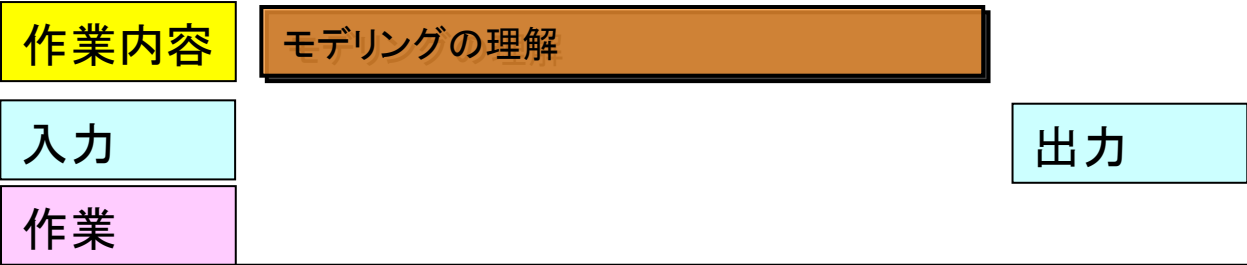 作業内容
モデリングの理解
入力
出力
作業